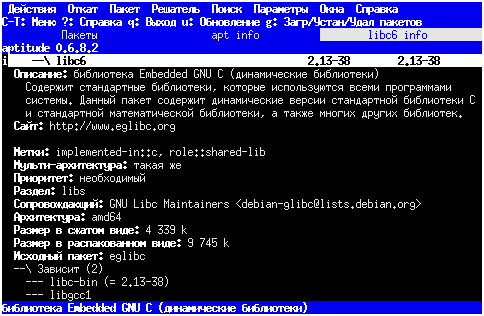 Действия Откат Пакет Решатель Поиск Параметры Окна Справка
C-T: Меню ?: Справка q: Выход u: Обновление g: Загр/Устан/Удал пакетов
Пакеты apt info libc6 info
aptitude 0.6.8.2
i --\ libc6 2.13-38 2.13-38
Описание: библиотека Embedded GNU C (динамические библиотеки)
Содержит стандартные библиотеки, которые используются всеми программами
системы. Данный пакет содержит динамические версии стандартной библиотеки C
и стандартной математической библиотеки, а также многих других библиотек.
Сайт: http://www.eglibc.org
Метки: implemented-in::c, role::shared-lib
Мульти-архитектура: такая же
Приоритет: необходимый
Раздел: libs
Сопровождающий: GNU Libc Maintainers <debian-glibc@lists.debian.org>
Архитектура: amd64
Размер в сжатом виде: 4 339 k
Размер в распакованном виде: 9 745 k
Исходный пакет: eglibc
--\ Зависит (2)
--- libc-bin (= 2.13-38)
--- libgcc1
библиотека Embedded GNU C (динамические библиотеки)